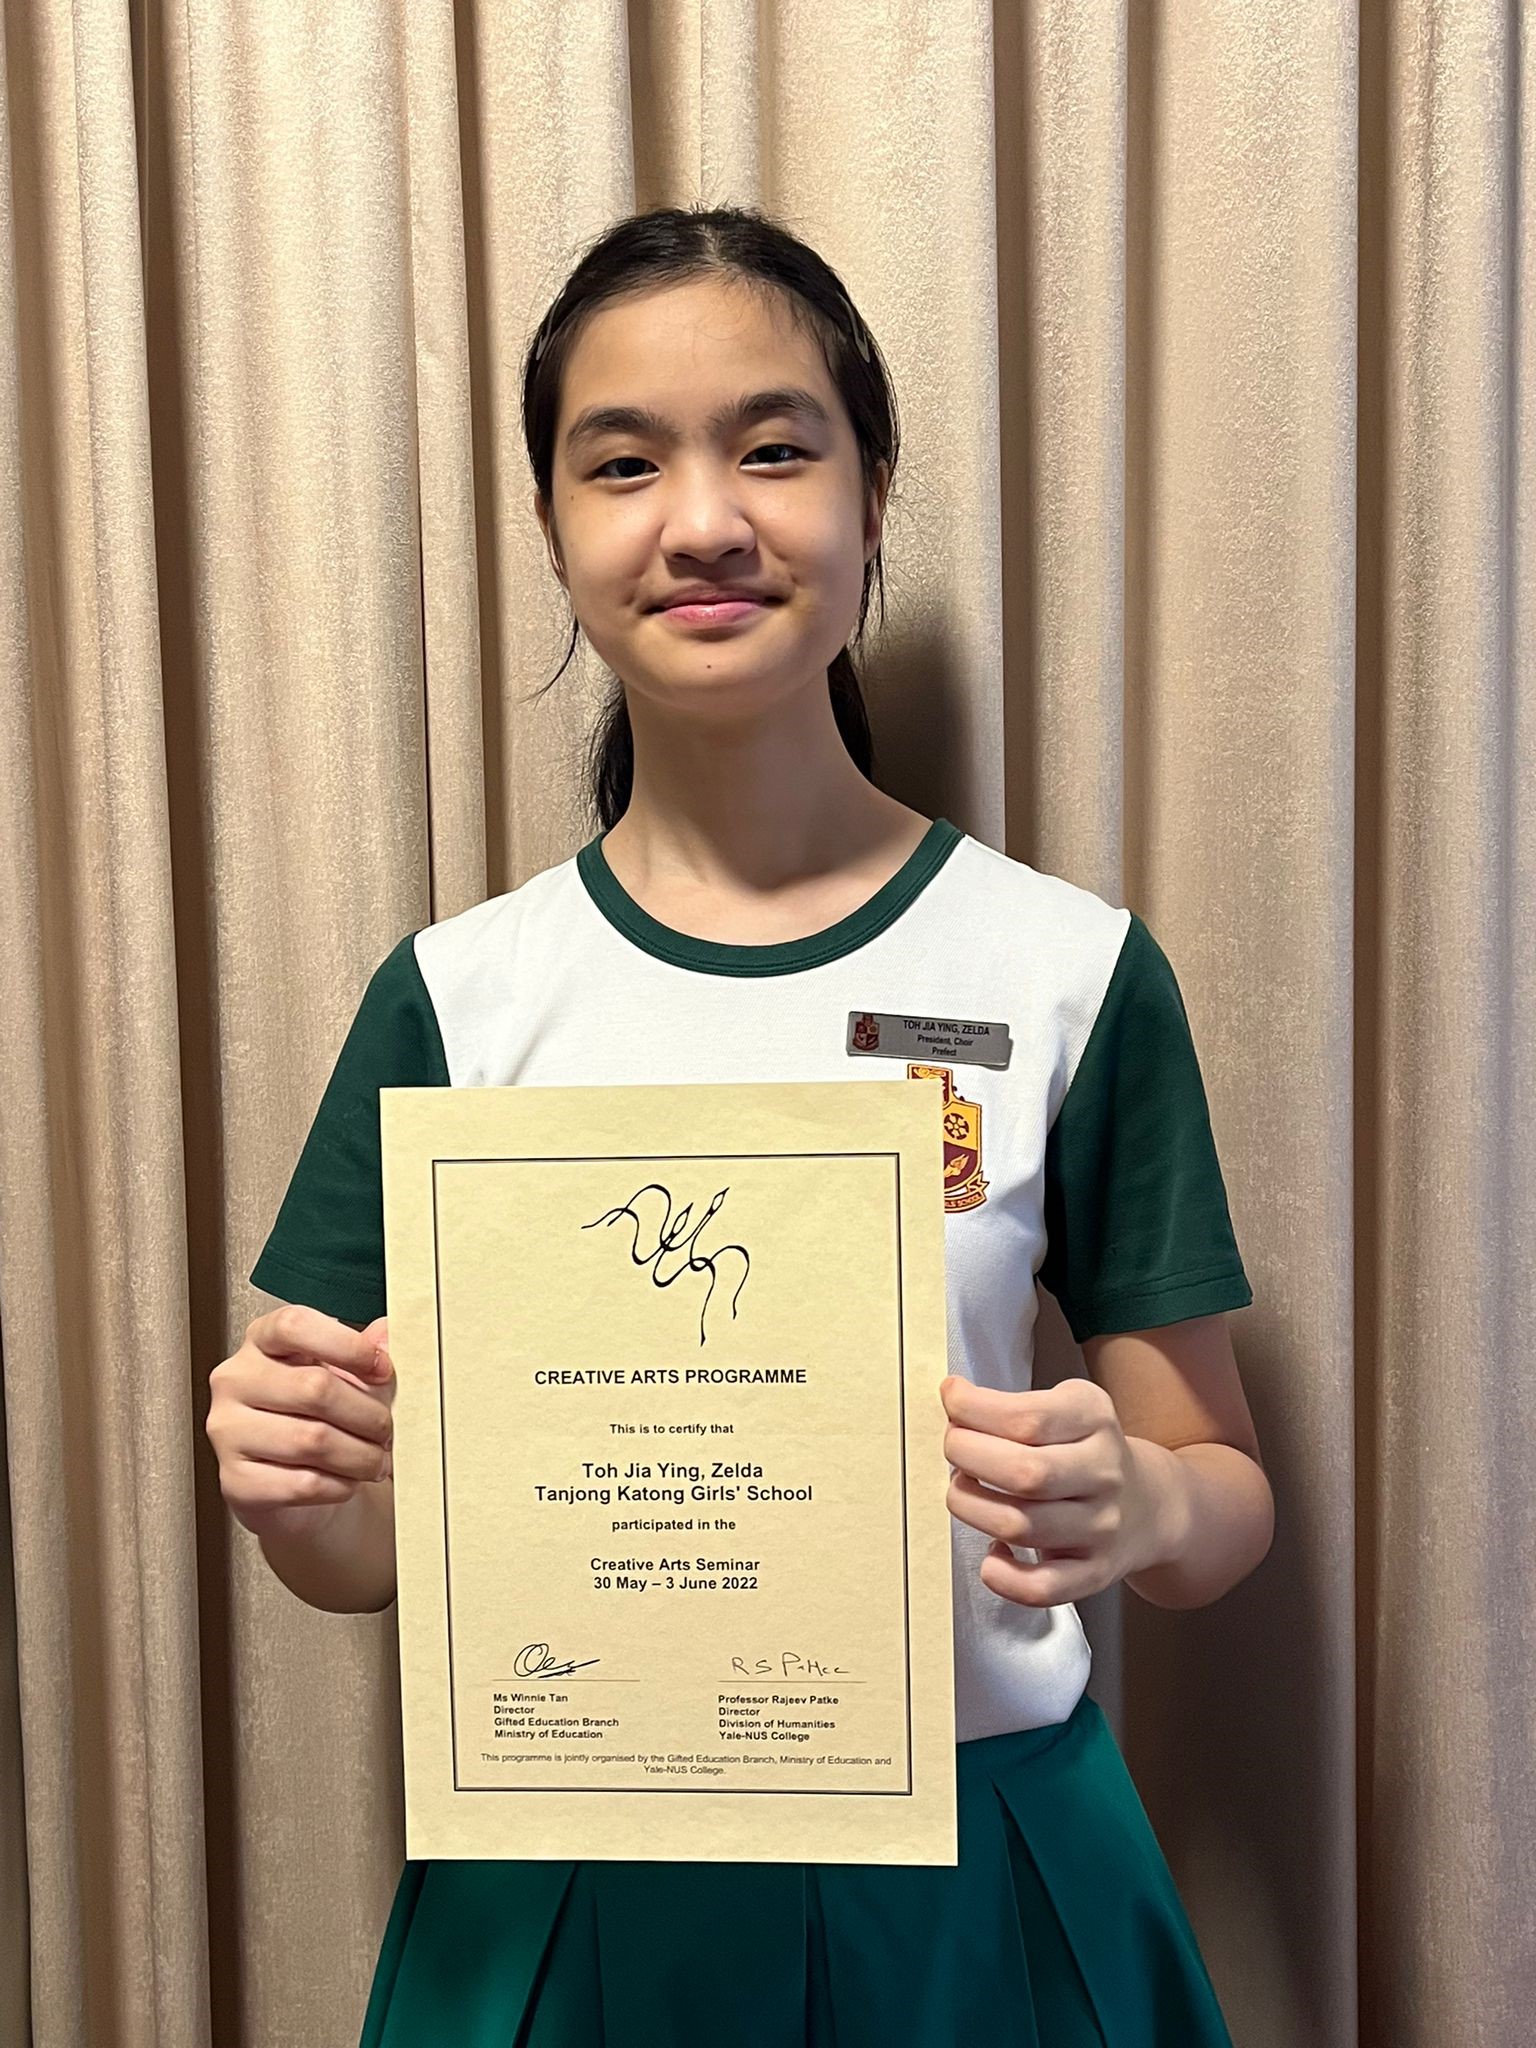 TOH JIA YING, ZELDA
President, Choir
Prefect
LS' SCHOOL
CREATIVE ARTS PROGRAMME
This is to certify that
Toh Jia Ying, Zelda
Tanjong Katong Girls' School
participated in the
Creative Arts Seminar
30 May – 3 June 2022
Ms Winnie Tan
Director
Gifted Education Branch
Ministry of Education
R S Patke
Professor Rajeev Patke
Director
Division of Humanities
Yale-NUS College
This programme is jointly organised by the Gifted Education Branch, Ministry of Education and
Yale-NUS College.